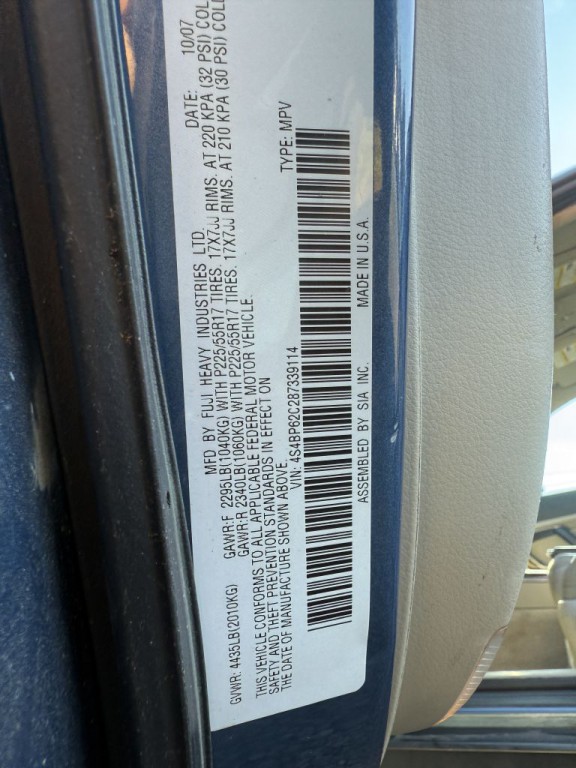 MFD BY FUJI HEAVY INDUSTRIES LTD. DATE: 10/07
GVWR: 4435LB(2010KG) GAWR:F 2295LB(1040KG) WITH P225/55R17 TIRES. 17X7JJ RIMS. AT 220 KPA (32 PSI) COLD
GAWR:R 2340LB(1060KG) WITH P225/55R17 TIRES. 17X7JJ RIMS. AT 210 KPA (30 PSI) COLD
THIS VEHICLE CONFORMS TO ALL APPLICABLE FEDERAL MOTOR VEHICLE.
SAFETY AND THEFT PREVENTION STANDARDS IN EFFECT ON
THE DATE OF MANUFACTURE SHOWN ABOVE.
VIN: 4S4BP62C287339114 TYPE: MPV
ASSEMBLED BY SIA INC. MADE IN U.S.A.